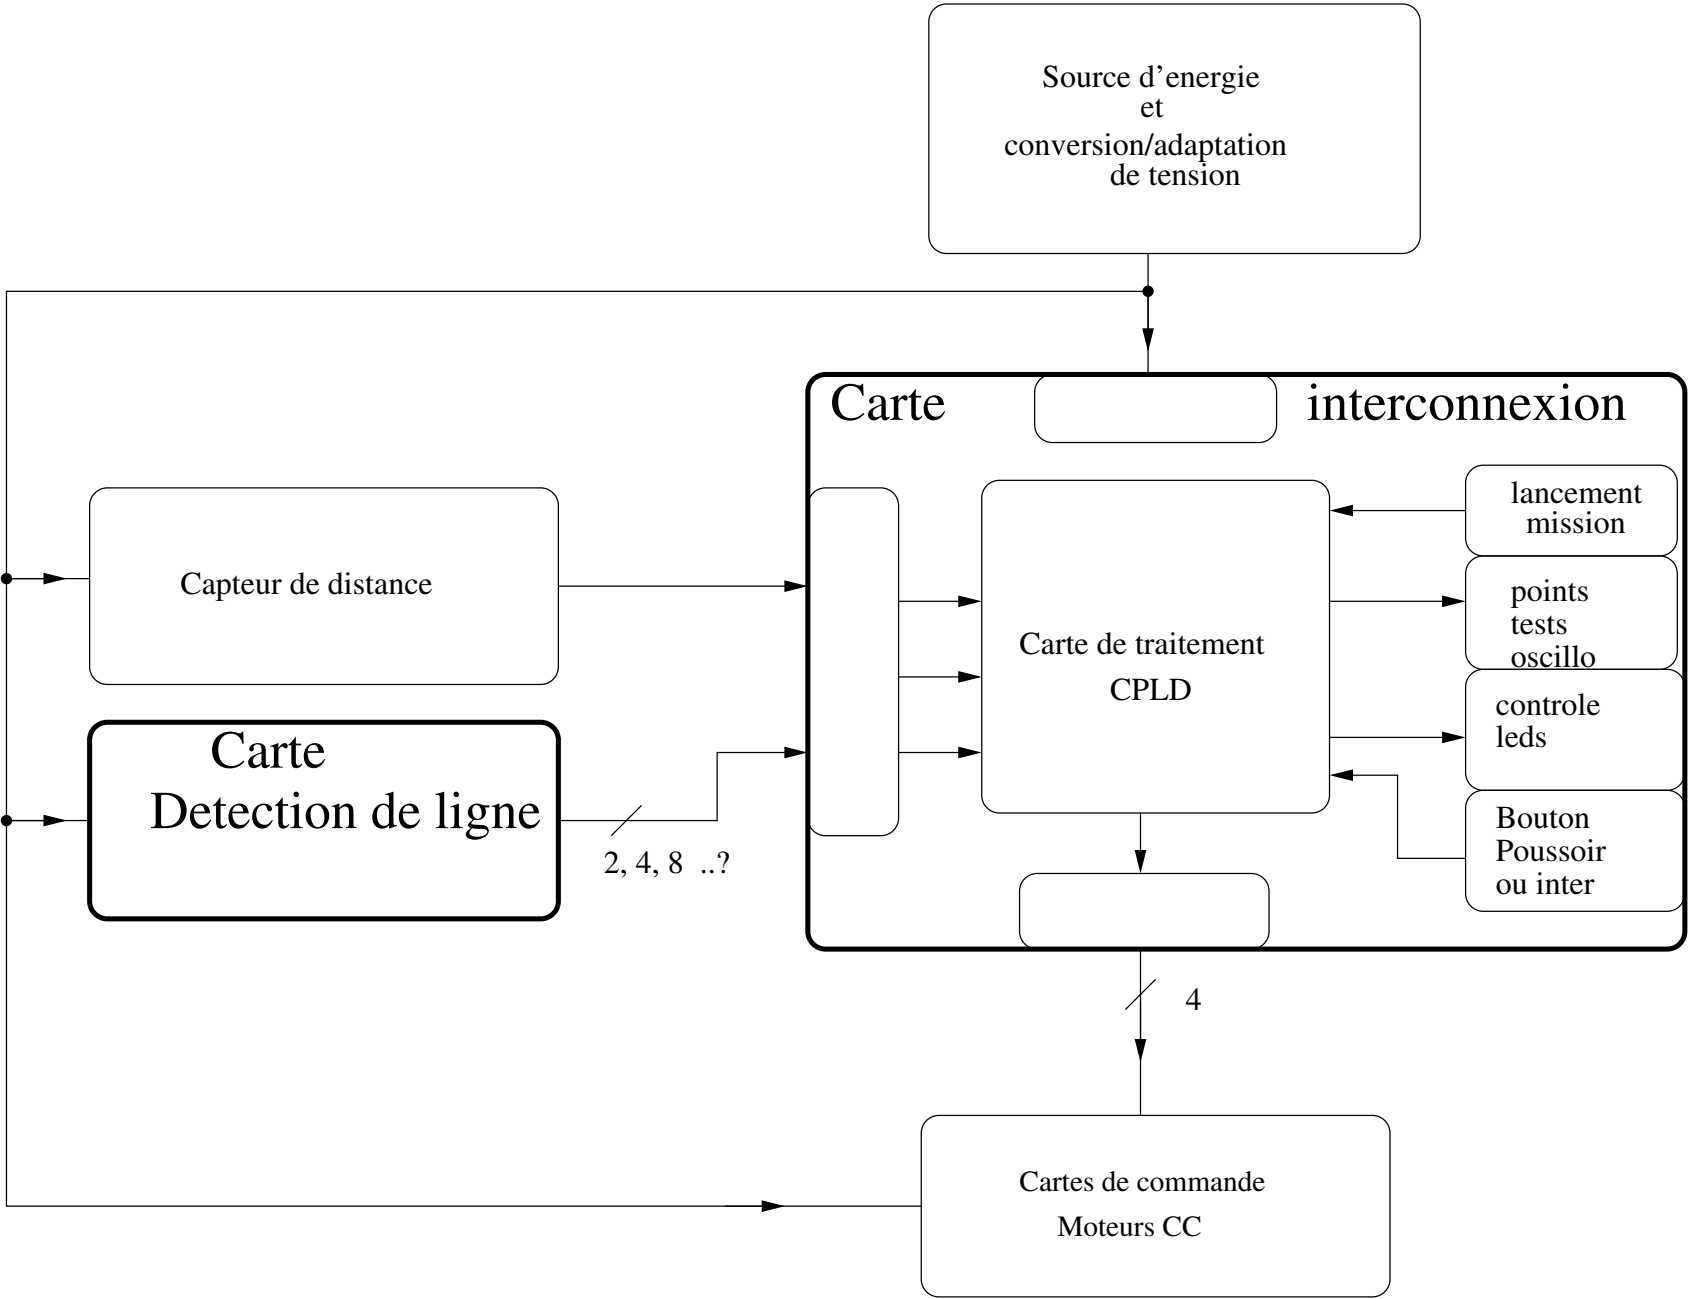 Source d’energie
et
conversion/adaptation
de tension
Carte
interconnexion
lancement
mission
points
tests
oscillo
Capteur de distance
Carte de traitement
CPLD
controle
leds
Carte
Detection de ligne
2, 4, 8 ..?
Bouton
Poussoir
ou inter
4
Cartes de commande
Moteurs CC